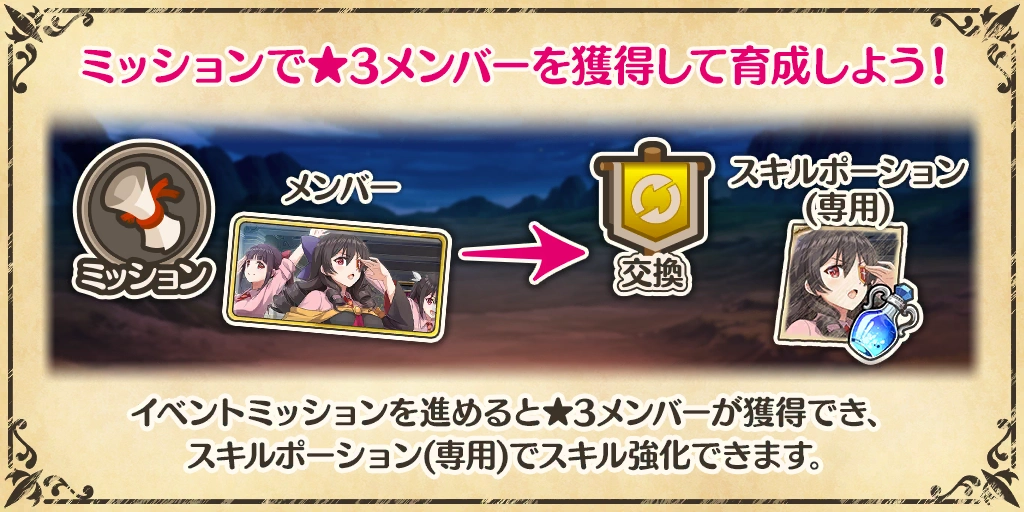 ミッションで★3メンバーを獲得して育成しよう!
ミッション
メンバー
交換
スキルポーション
(専用)
イベントミッションを進めると★3メンバーが獲得でき、
スキルポーション(専用)でスキル強化できます。